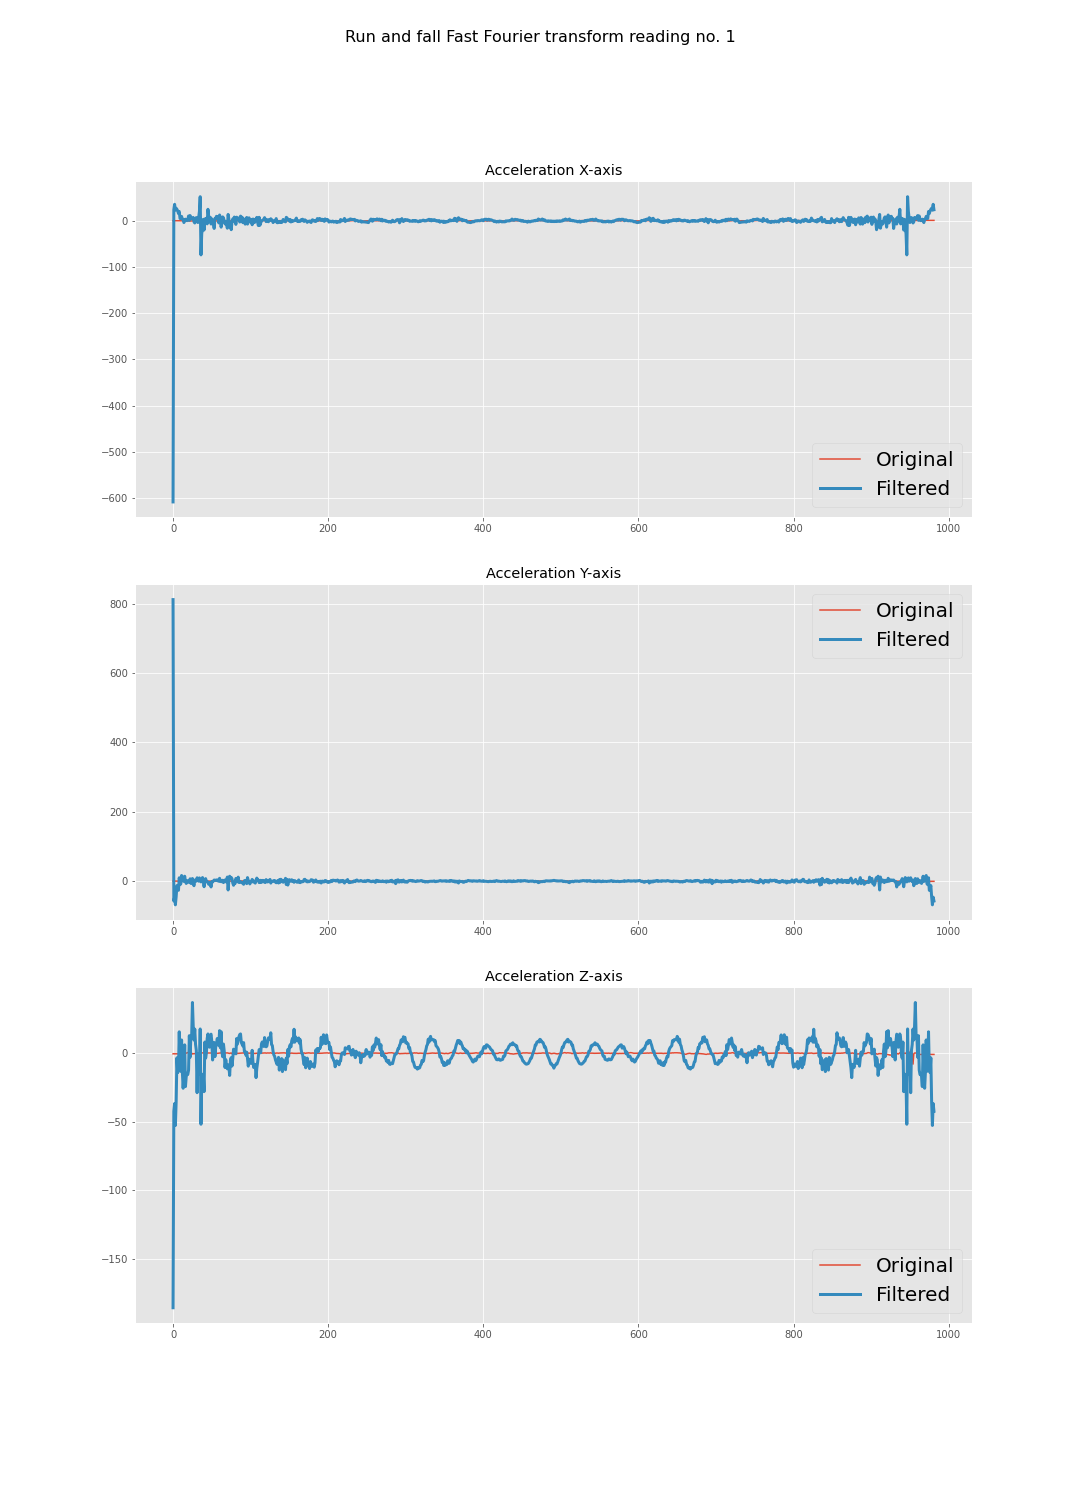 Run and fall Fast Fourier transform reading no. 1
Acceleration X-axis
0
−100
−200
−300
−400
−500
−600
Original
Filtered
0 200 400 600 800 1000
Acceleration Y-axis
800
600
400
200
0
Original
Filtered
0 200 400 600 800 1000
Acceleration Z-axis
0
−50
−100
−150
Original
Filtered
0 200 400 600 800 1000